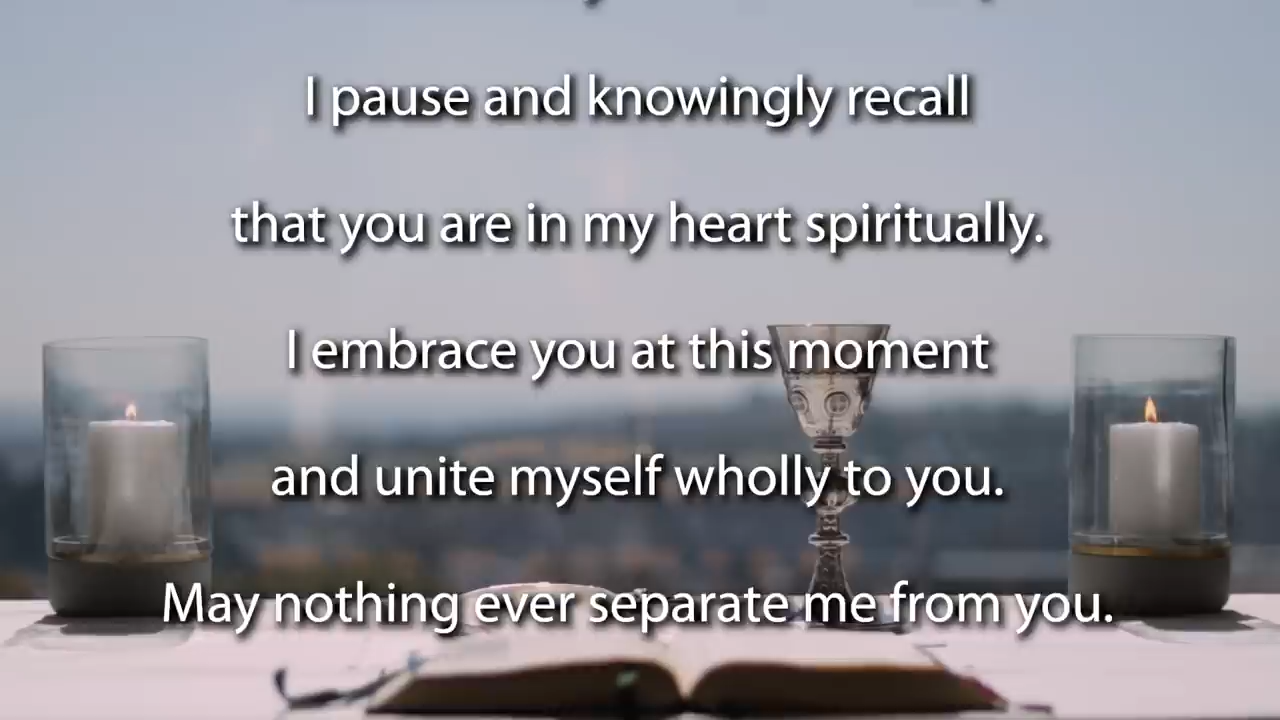 I pause and knowingly recall
that you are in my heart spiritually.
I embrace you at this moment
and unite myself wholly to you.
May nothing ever separate me from you.